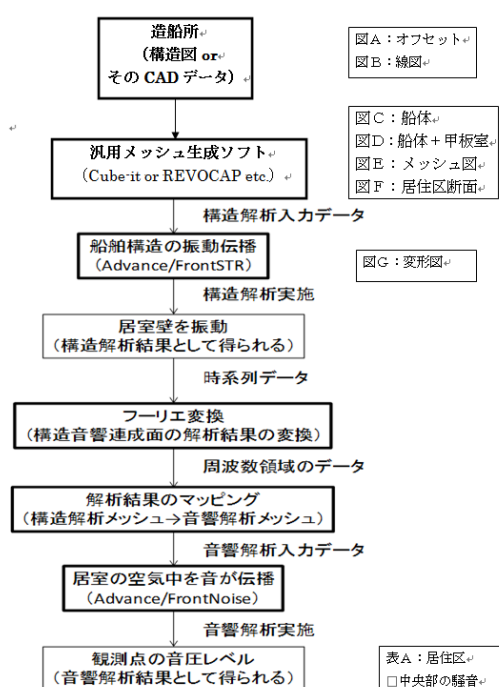 造船所
（構造図 or
その CAD データ）
図A：オフセット
図B：線図
汎用メッシュ生成ソフト
（Cube-it or REVOCAP etc.）
図C：船体
図D：船体＋甲板室
図E：メッシュ図
図F：居住区断面
構造解析入力データ
船舶構造の振動伝播
（Advance/FrontSTR）
図G：変形図
構造解析実施
居室壁を振動
（構造解析結果として得られる）
時系列データ
フーリエ変換
（構造音響連成面の解析結果の変換）
周波数領域のデータ
解析結果のマッピング
（構造解析メッシュ→音響解析メッシュ）
音響解析入力データ
居室の空気中を音が伝播
（Advance/FrontNoise）
音響解析実施
観測点の音圧レベル
（音響解析結果として得られる）
表A：居住区
□中央部の騒音